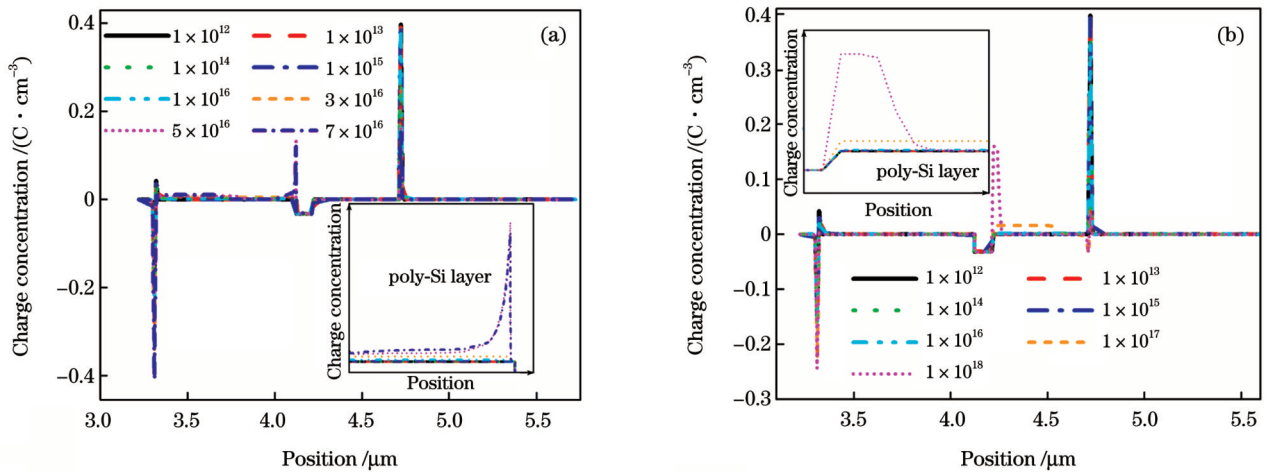 (a)
Charge concentration /(C · cm⁻³)
0.4
0.2
0
−0.2
−0.4
1 × 10¹² 1 × 10¹³
1 × 10¹⁴ 1 × 10¹⁵
1 × 10¹⁶ 3 × 10¹⁶
5 × 10¹⁶ 7 × 10¹⁶
Charge concentration
poly-Si layer
Position
3.0 3.5 4.0 4.5 5.0 5.5
Position /μm
(b)
Charge concentration /(C · cm⁻³)
0.4
0.3
0.2
0.1
0
−0.1
−0.2
−0.3
Charge concentration
poly-Si layer
Position
1 × 10¹² 1 × 10¹³
1 × 10¹⁴ 1 × 10¹⁵
1 × 10¹⁶ 1 × 10¹⁷
1 × 10¹⁸
3.5 4.0 4.5 5.0 5.5
Position /μm